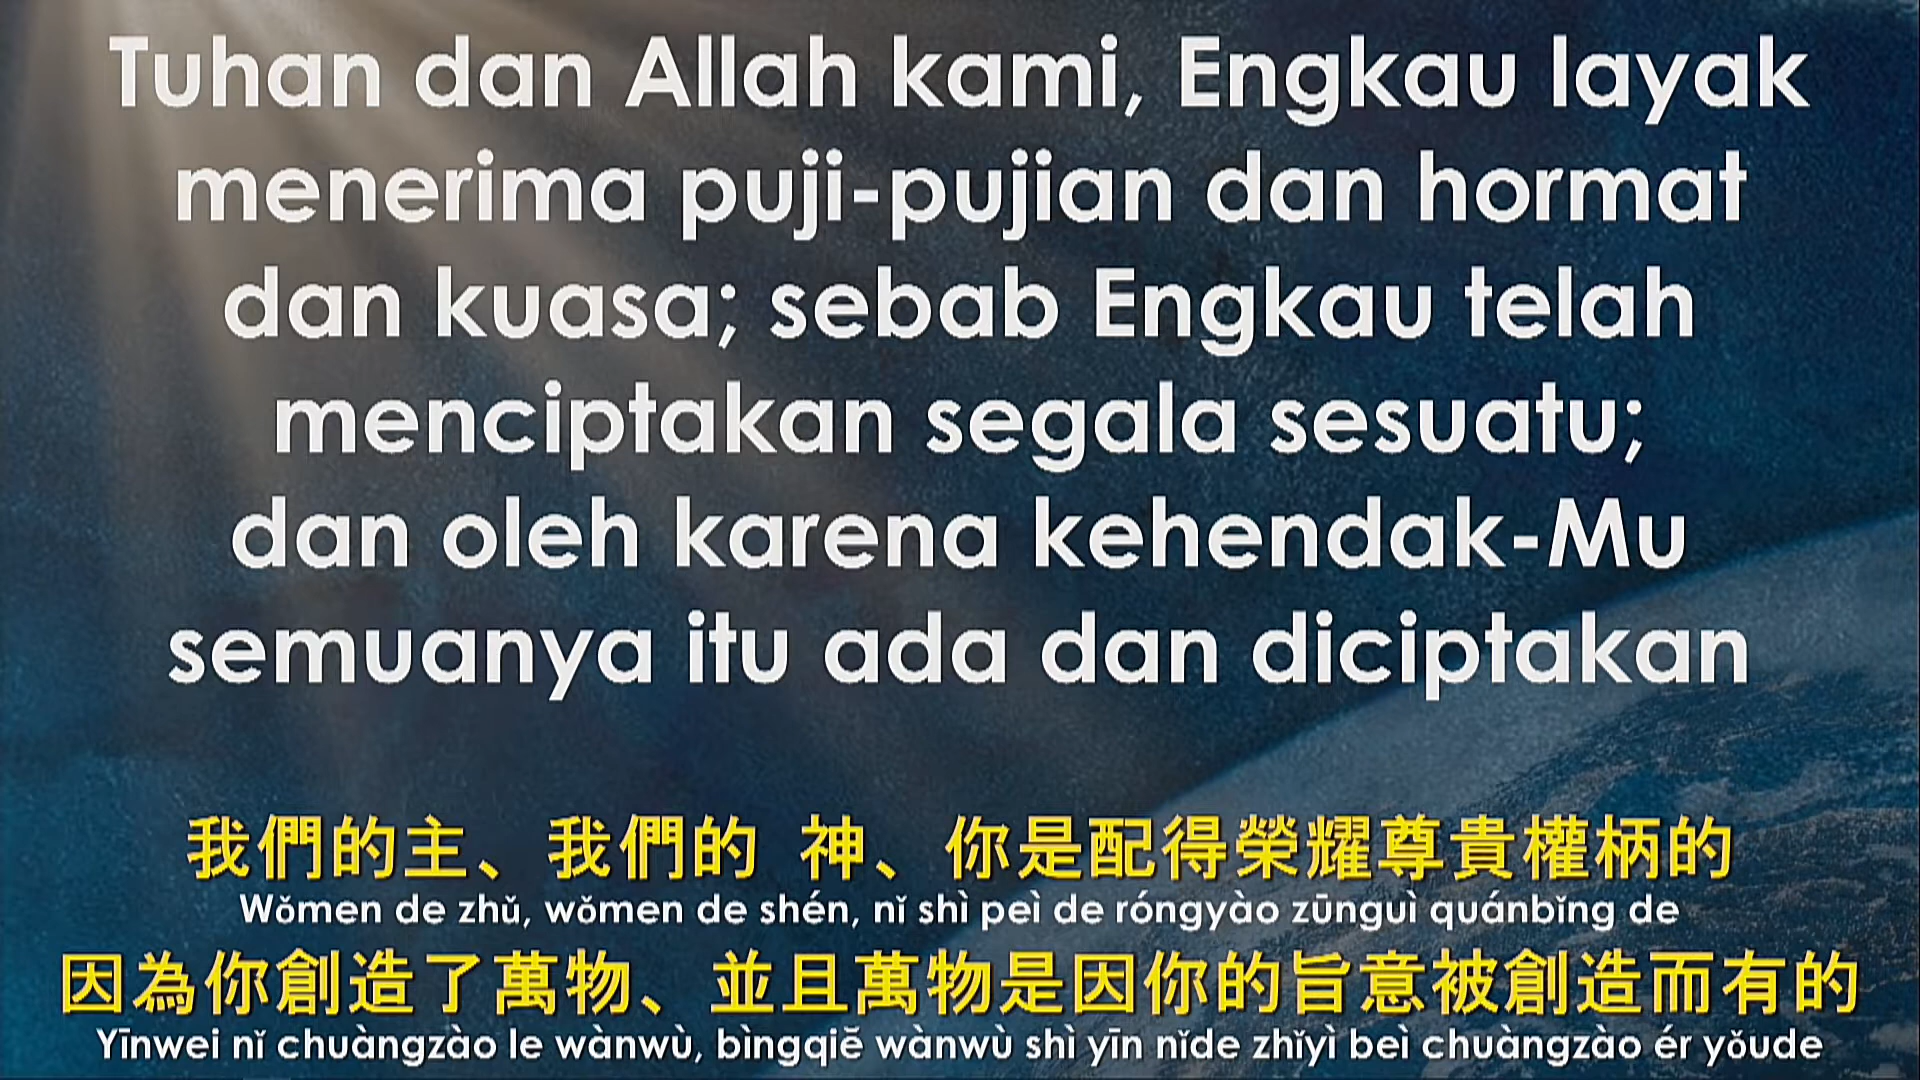 Tuhan dan Allah kami, Engkau layak
menerima puji-pujian dan hormat
dan kuasa; sebab Engkau telah
menciptakan segala sesuatu;
dan oleh karena kehendak-Mu
semuanya itu ada dan diciptakan
我們的主、我們的 神、你是配得榮耀尊貴權柄的
Wǒmen de zhǔ, wǒmen de shén, nǐ shì peì de róngyào zūnguì quánbǐng de
因為你創造了萬物、並且萬物是因你的旨意被創造而有的
Yīnwei nǐ chuàngzào le wànwù, bìngqiě wànwù shì yīn nǐde zhǐyì beì chuàngzào ér yǒude